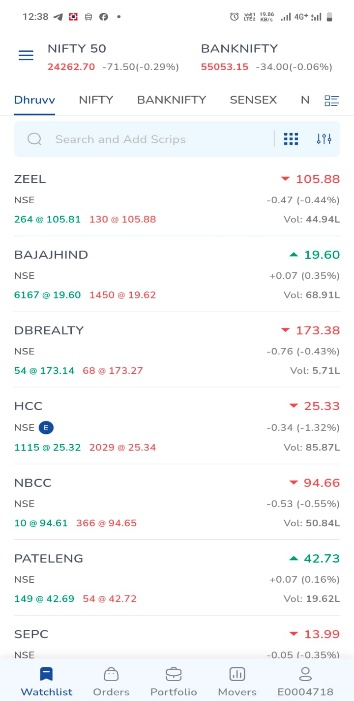 12:38
19.86 KB/s 4G+
NIFTY 50 BANKNIFTY
24262.70 -71.50(-0.29%) 55053.15 -34.00(-0.06%)
Dhruvv NIFTY BANKNIFTY SENSEX N
Search and Add Scrips
ZEEL 105.88
NSE -0.47 (-0.44%)
264 @ 105.81 130 @ 105.88 Vol: 44.94L
BAJAJHIND 19.60
NSE +0.07 (0.35%)
6167 @ 19.60 1450 @ 19.62 Vol: 68.91L
DBREALTY 173.38
NSE -0.76 (-0.43%)
54 @ 173.14 68 @ 173.27 Vol: 5.71L
HCC 25.33
NSE E -0.34 (-1.32%)
1115 @ 25.32 2029 @ 25.34 Vol: 85.87L
NBCC 94.66
NSE -0.53 (-0.55%)
10 @ 94.61 366 @ 94.65 Vol: 50.84L
PATELENG 42.73
NSE +0.07 (0.16%)
149 @ 42.69 54 @ 42.72 Vol: 19.62L
SEPC 13.99
NSE -0.05 (-0.35%)
Watchlist Orders Portfolio Movers E0004718